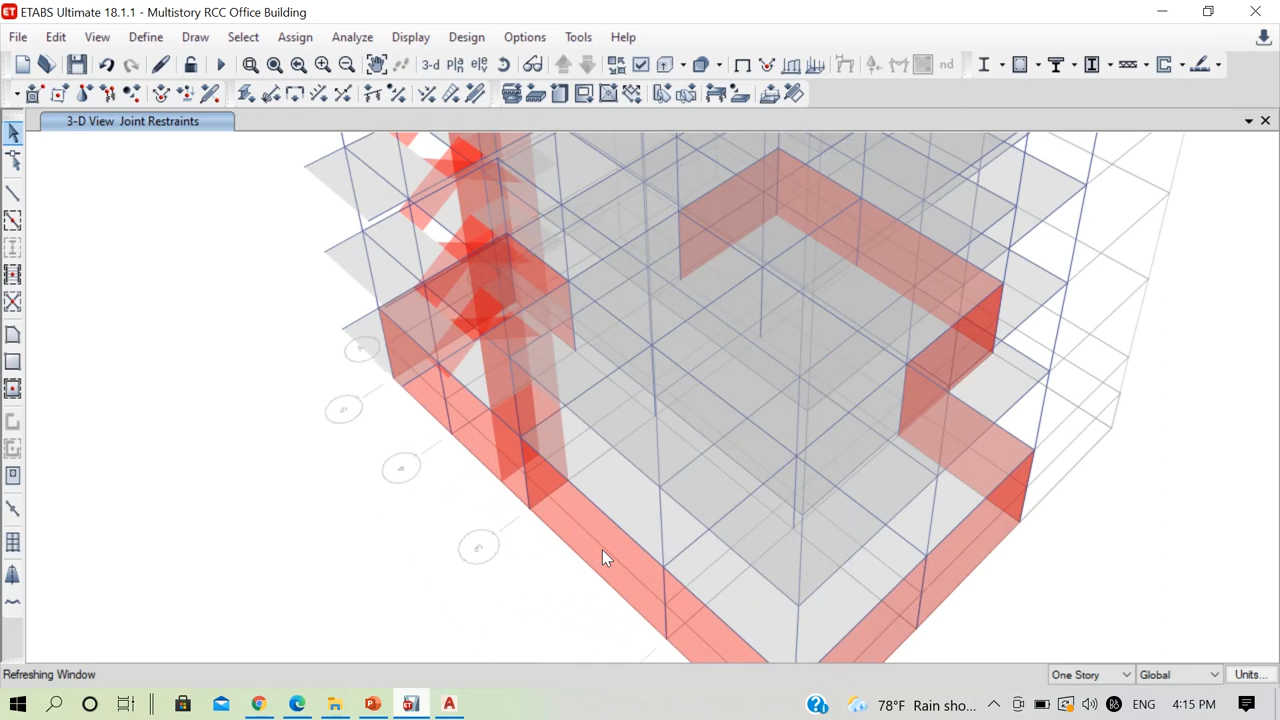 ETABS Ultimate 18.1.1 - Multistory RCC Office Building
File Edit View Define Draw Select Assign Analyze Display Design Options Tools Help
3-d
nd
3-D View Joint Restraints
Refreshing Window
One Story Global Units...
78°F Rain sho... ENG 4:15 PM